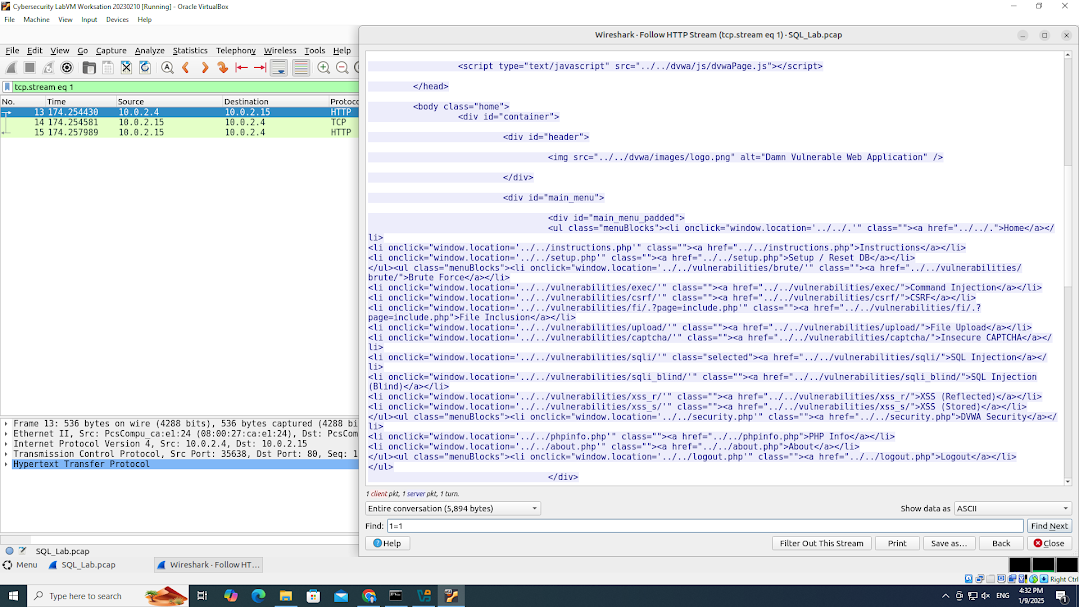 Cybersecurity LabVM Worksation 20230210 [Running] - Oracle VirtualBox
File Machine View Input Devices Help
File Edit View Go Capture Analyze Statistics Telephony Wireless Tools Help
tcp.stream eq 1
No. Time Source Destination Protoc
13 174.254430 10.0.2.4 10.0.2.15 HTTP
14 174.254581 10.0.2.15 10.0.2.4 TCP
15 174.257989 10.0.2.15 10.0.2.4 HTTP
Frame 13: 536 bytes on wire (4288 bits), 536 bytes captured (4288 bi
Ethernet II, Src: PcsCompu_ca:e1:24 (08:00:27:ca:e1:24), Dst: PcsCom
Internet Protocol Version 4, Src: 10.0.2.4, Dst: 10.0.2.15
Transmission Control Protocol, Src Port: 35638, Dst Port: 80, Seq: 1
Hypertext Transfer Protocol
SQL_Lab.pcap
Wireshark · Follow HTTP Stream (tcp.stream eq 1) · SQL_Lab.pcap
<script type="text/javascript" src="../../dvwa/js/dvwaPage.js"></script>
</head>
<body class="home">
<div id="container">
<div id="header">
<img src="../../dvwa/images/logo.png" alt="Damn Vulnerable Web Application" />
</div>
<div id="main_menu">
<div id="main_menu_padded">
<ul class="menuBlocks"><li onclick="window.location='../../.'" class=""><a href="../../.">Home</a></
li>
<li onclick="window.location='../../instructions.php'" class=""><a href="../../instructions.php">Instructions</a></li>
<li onclick="window.location='../../setup.php'" class=""><a href="../../setup.php">Setup / Reset DB</a></li>
</ul><ul class="menuBlocks"><li onclick="window.location='../../vulnerabilities/brute/'" class=""><a href="../../vulnerabilities/
brute/">Brute Force</a></li>
<li onclick="window.location='../../vulnerabilities/exec/'" class=""><a href="../../vulnerabilities/exec/">Command Injection</a></li>
<li onclick="window.location='../../vulnerabilities/csrf/'" class=""><a href="../../vulnerabilities/csrf/">CSRF</a></li>
<li onclick="window.location='../../vulnerabilities/fi/.?page=include.php'" class=""><a href="../../vulnerabilities/fi/.?
page=include.php">File Inclusion</a></li>
<li onclick="window.location='../../vulnerabilities/upload/'" class=""><a href="../../vulnerabilities/upload/">File Upload</a></li>
<li onclick="window.location='../../vulnerabilities/captcha/'" class=""><a href="../../vulnerabilities/captcha/">Insecure CAPTCHA</a></
li>
<li onclick="window.location='../../vulnerabilities/sqli/'" class="selected"><a href="../../vulnerabilities/sqli/">SQL Injection</a></
li>
<li onclick="window.location='../../vulnerabilities/sqli_blind/'" class=""><a href="../../vulnerabilities/sqli_blind/">SQL Injection
(Blind)</a></li>
<li onclick="window.location='../../vulnerabilities/xss_r/'" class=""><a href="../../vulnerabilities/xss_r/">XSS (Reflected)</a></li>
<li onclick="window.location='../../vulnerabilities/xss_s/'" class=""><a href="../../vulnerabilities/xss_s/">XSS (Stored)</a></li>
</ul><ul class="menuBlocks"><li onclick="window.location='../../security.php'" class=""><a href="../../security.php">DVWA Security</a></
li>
<li onclick="window.location='../../phpinfo.php'" class=""><a href="../../phpinfo.php">PHP Info</a></li>
<li onclick="window.location='../../about.php'" class=""><a href="../../about.php">About</a></li>
</ul><ul class="menuBlocks"><li onclick="window.location='../../logout.php'" class=""><a href="../../logout.php">Logout</a></li>
</ul>
</div>
1 client pkt, 1 server pkt, 1 turn.
Entire conversation (5,894 bytes) Show data as ASCII
Find: 1=1 Find Next
Help Filter Out This Stream Print Save as… Back Close
Menu SQL_Lab.pcap Wireshark · Follow HT…
Right Ctrl
Type here to search
ENG
4:32 PM
1/9/2025
1